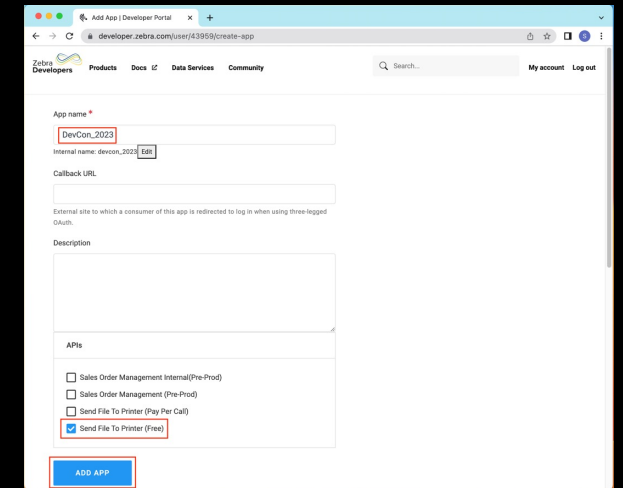 Add App | Developer Portal
developer.zebra.com/user/43959/create-app
S
Zebra
Developers
Products Docs Data Services Community
Search...
My account Log out
App name *
DevCon_2023
Internal name: devcon_2023 Edit
Callback URL
External site to which a consumer of this app is redirected to log in when using three-legged
OAuth.
Description
APIs
Sales Order Management Internal(Pre-Prod)
Sales Order Management (Pre-Prod)
Send File To Printer (Pay Per Call)
Send File To Printer (Free)
ADD APP